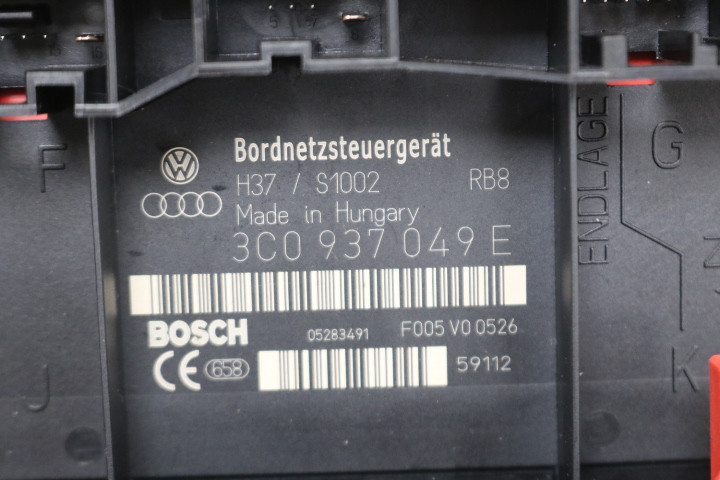 Bordnetzsteuergerät
H37 / S1002 RB8
Made in Hungary
3C0 937 049 E
BOSCH 05283491 F005 V0 0526
CE 658 59112
F
J
ENDLAGE
G
K